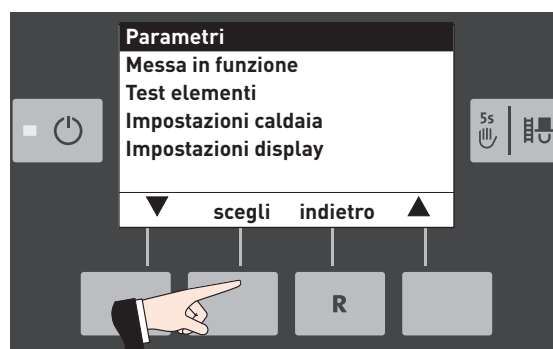 Parametri
Messa in funzione
Test elementi
Impostazioni caldaia
Impostazioni display
scegli indietro
5s
R